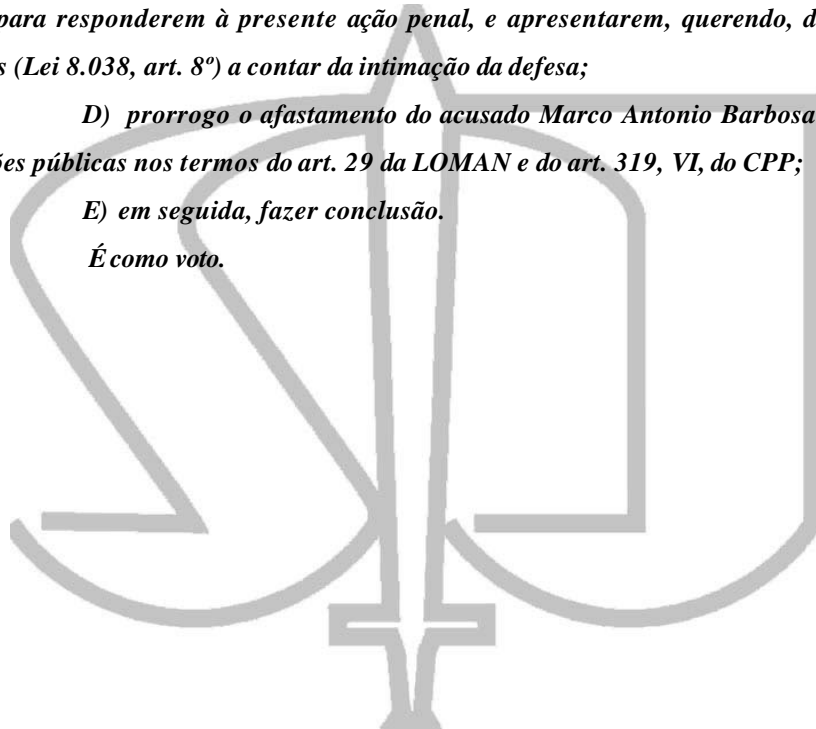 para responderem à presente ação penal, e apresentarem, querendo,
(Lei 8.038, art. 8º) a contar da intimação da defesa;
D) prorrogo o afastamento do acusado Marco Antonio Barbosa
públicas nos termos do art. 29 da LOMAN e do art. 319, VI, do CPP;
E) em seguida, fazer conclusão.
É como voto.